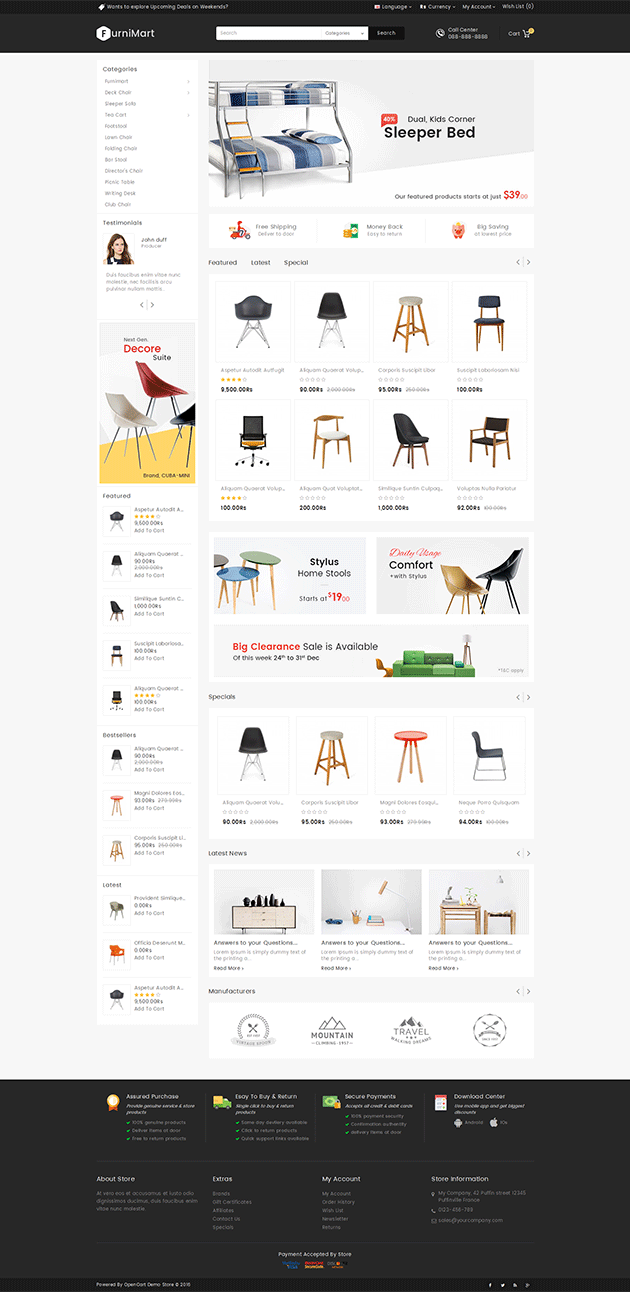 Wants to explore Upcoming Deals on Weekends?
Language
Currency
My Account
Wish List (0)
FurniMart
Search
Categories
Search
Call Center
088-888-8888
Cart
Categories
Furnimart
Deck Chair
Sleeper Sofa
Tea Cart
Footstool
Lawn Chair
Folding Chair
Bar Stool
Director's Chair
Picnic Table
Writing Desk
Club Chair
40%
Dual, Kids Corner
Sleeper Bed
Our featured products starts at just $39.00
Free Shipping
Deliver to door
Money Back
Easy to return
Big Saving
at lowest price
Testimonials
John duff
Producer
Duis faucibus enim vitae nunc
molestie, nec facilisis arcu
pulvinar nullam mattis..
Featured
Latest
Special
Aspetur Autodit Autfugit
9,500.00Rs
Aliquam Quaerat Volup..
90.00Rs 2,000.00Rs
Corporis Suscipit Libor
95.00Rs 250.00Rs
Suscipit Laboriosam Nisi
100.00Rs
Aliquam Quaerat Volup..
100.00Rs
Aliquam Quat Voluptat..
200.00Rs
Similique Suntin Culpaq..
1,000.00Rs
Voluptas Nulla Pariatur
92.00Rs 100.00Rs
Next Gen.
Decore
Suite
Brand, CUBA-MINI
Featured
Aspetur Autodit A..
9,500.00Rs
Add To Cart
Aliquam Quaerat ..
90.00Rs
2,000.00Rs
Add To Cart
Similique Suntin C..
1,000.00Rs
Add To Cart
Suscipit Laboriosa..
100.00Rs
Add To Cart
Aliquam Quaerat ..
100.00Rs
Add To Cart
Stylus
Home Stools
Starts at $19.00
Daily Usage
Comfort
+with Stylus
Big Clearance Sale is Available
Of this week 24th to 31st Dec
*T&C apply
Specials
Aliquam Quaerat Volu..
90.00Rs 2,000.00Rs
Corporis Suscipit Libor
95.00Rs 250.00Rs
Magni Dolores Eosqui..
93.00Rs 279.99Rs
Neque Porro Quisquam
94.00Rs 100.00Rs
Bestsellers
Aliquam Quaerat ..
90.00Rs
2,000.00Rs
Add To Cart
Magni Dolores Eos..
93.00Rs 279.99Rs
Add To Cart
Corporis Suscipit Li..
95.00Rs 250.00Rs
Add To Cart
Latest
Provident Similique..
0.00Rs
Add To Cart
Officia Deserunt M..
0.00Rs
Add To Cart
Aspetur Autodit A..
9,500.00Rs
Add To Cart
Latest News
Answers to your Questions...
Lorem Ipsum is simply dummy text of
the printing a...
Read More ›
Answers to your Questions...
Lorem Ipsum is simply dummy text of
the printing a...
Read More ›
Answers to your Questions...
Lorem Ipsum is simply dummy text of
the printing a...
Read More ›
Manufacturers
VINTAGE SPOON
MOUNTAIN
CLIMBING-1957
TRAVEL
WALKING DREAMS
Assured Purchase
Provide genuine service & store
products
100% genuine products
Deliver items at door
Free to return products
Esay To Buy & Return
Single click to buy & return
products
Same day devilery available
Click to return products
Quick support links available
Secure Payments
Accepts all credit & debit cards
100% payment security
Confirmation authentify
delivery items at door
Download Center
Use mobile app and get biggest
discounts
Android
IOs
About Store
At vero eos et accusamus et iusto odio
dignissimos ducimus, duis faucibus enim
vitae nunc molestie.
Extras
Brands
Gift Certificates
Affiliates
Contact Us
Specials
My Account
My Account
Order History
Wish List
Newsletter
Returns
Store Information
My Company, 42 Puffin street 12345
Puffinville France
0123-456-789
sales@yourcompany.com
Payment Accepted By Store
Powered By OpenCart Demo Store © 2016